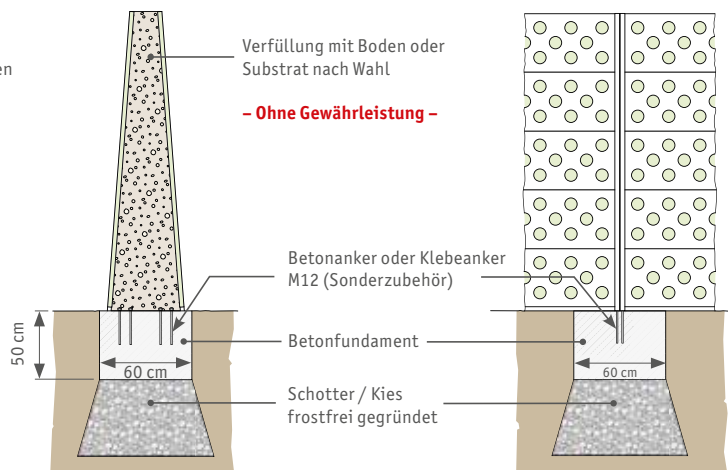 en
Verfüllung mit Boden oder
Substrat nach Wahl
– Ohne Gewährleistung –
Betonanker oder Klebeanker
M12 (Sonderzubehör)
50 cm
Betonfundament
60 cm
60 cm
Schotter / Kies
frostfrei gegründet